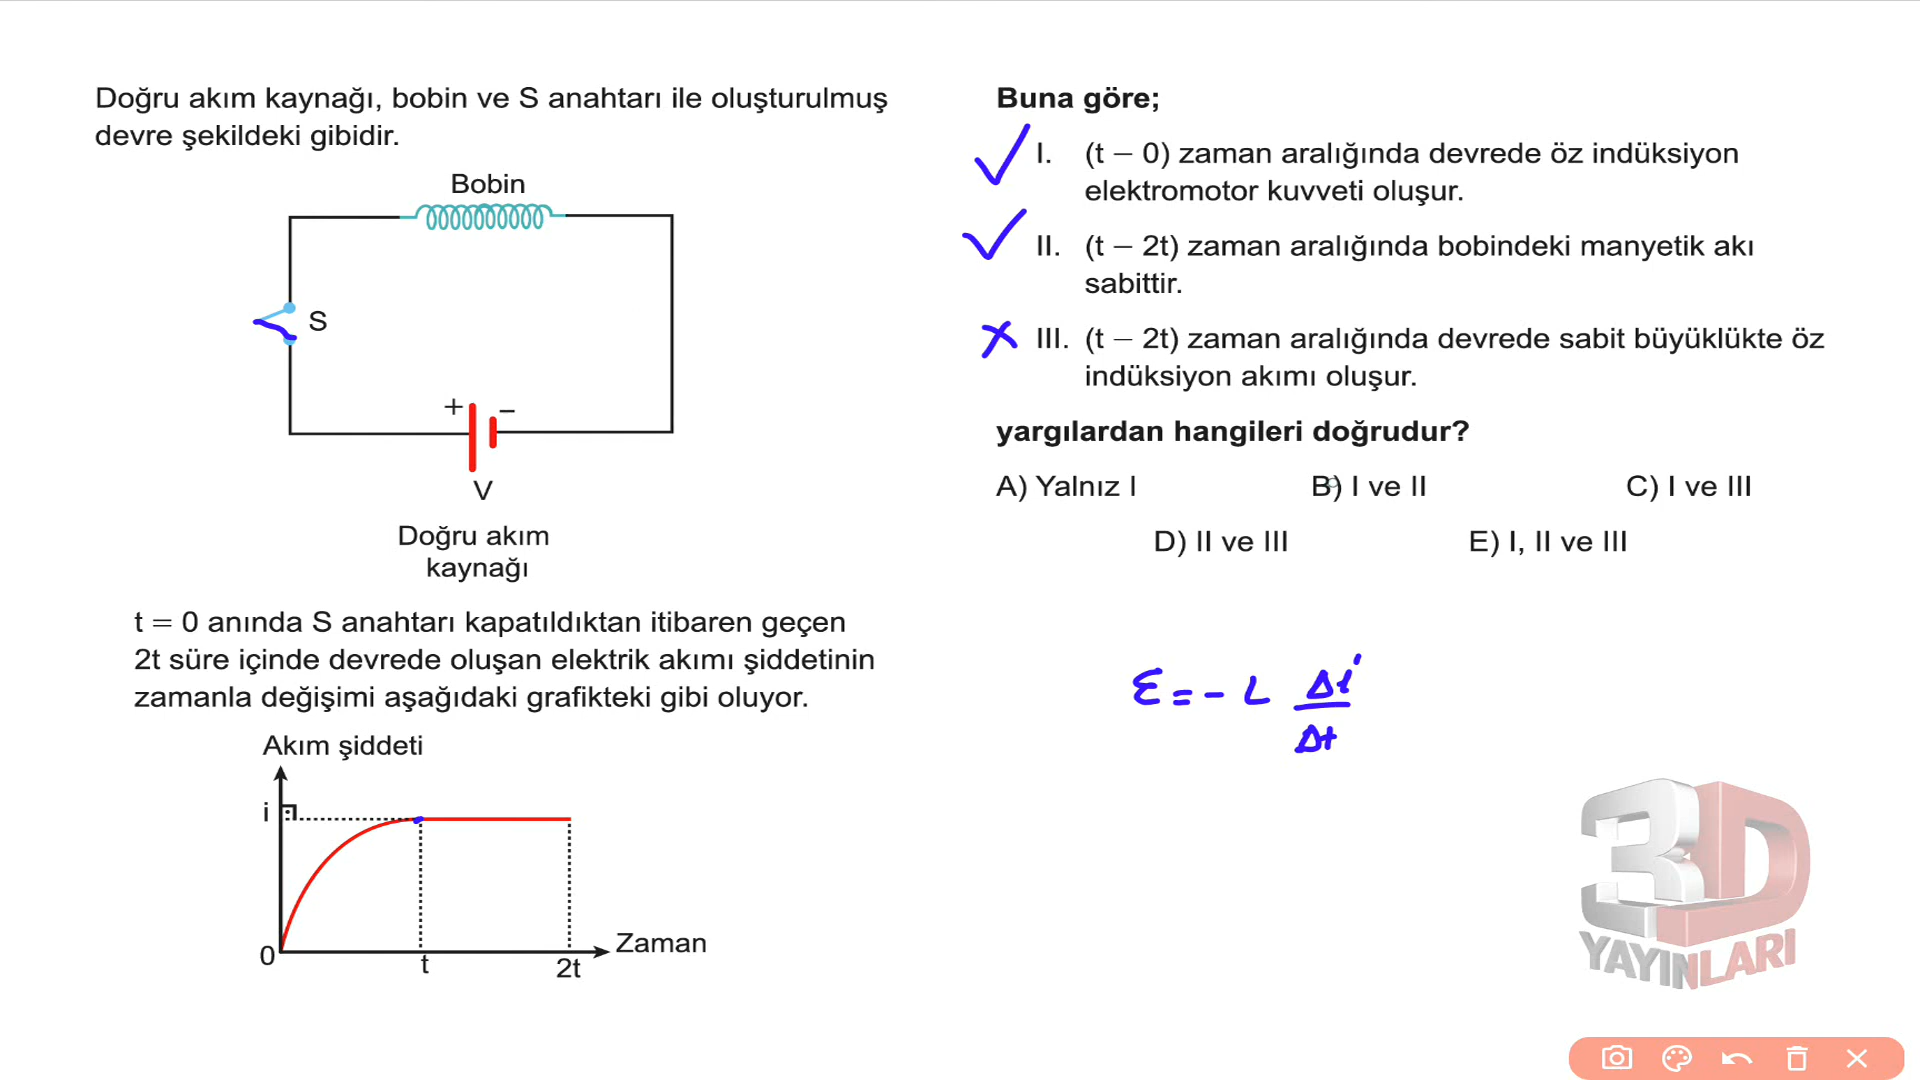 Doğru akım kaynağı, bobin ve S anahtarı ile oluşturulmuş
devre şekildeki gibidir.
Bobin
S
+ −
V
Doğru akım
kaynağı
t = 0 anında S anahtarı kapatıldıktan itibaren geçen
2t süre içinde devrede oluşan elektrik akımı şiddetinin
zamanla değişimi aşağıdaki grafikteki gibi oluyor.
Akım şiddeti
i
0
t
2t
Zaman
Buna göre;
I. (t − 0) zaman aralığında devrede öz indüksiyon
elektromotor kuvveti oluşur.
II. (t − 2t) zaman aralığında bobindeki manyetik akı
sabittir.
III. (t − 2t) zaman aralığında devrede sabit büyüklükte öz
indüksiyon akımı oluşur.
yargılardan hangileri doğrudur?
A) Yalnız I B) I ve II C) I ve III
D) II ve III E) I, II ve III
ε = - L Δi
Δt
3D
YAYINLARI